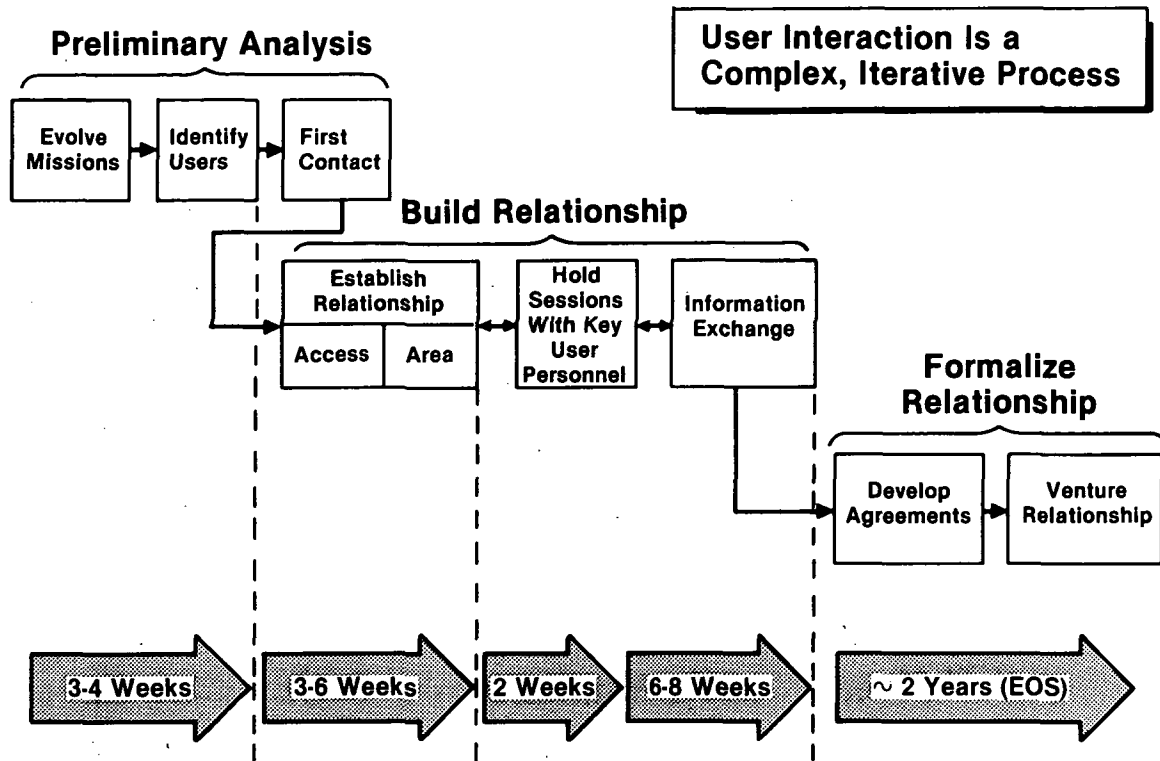 Preliminary Analysis
User Interaction Is a
Complex, Iterative Process
Evolve
Missions
Identify
Users
First
Contact
Build Relationship
Establish
Relationship
Access
Area
Hold
Sessions
With Key
User
Personnel
Information
Exchange
Formalize
Relationship
Develop
Agreements
Venture
Relationship
3-4 Weeks
3-6 Weeks
2 Weeks
6-8 Weeks
~ 2 Years (EOS)